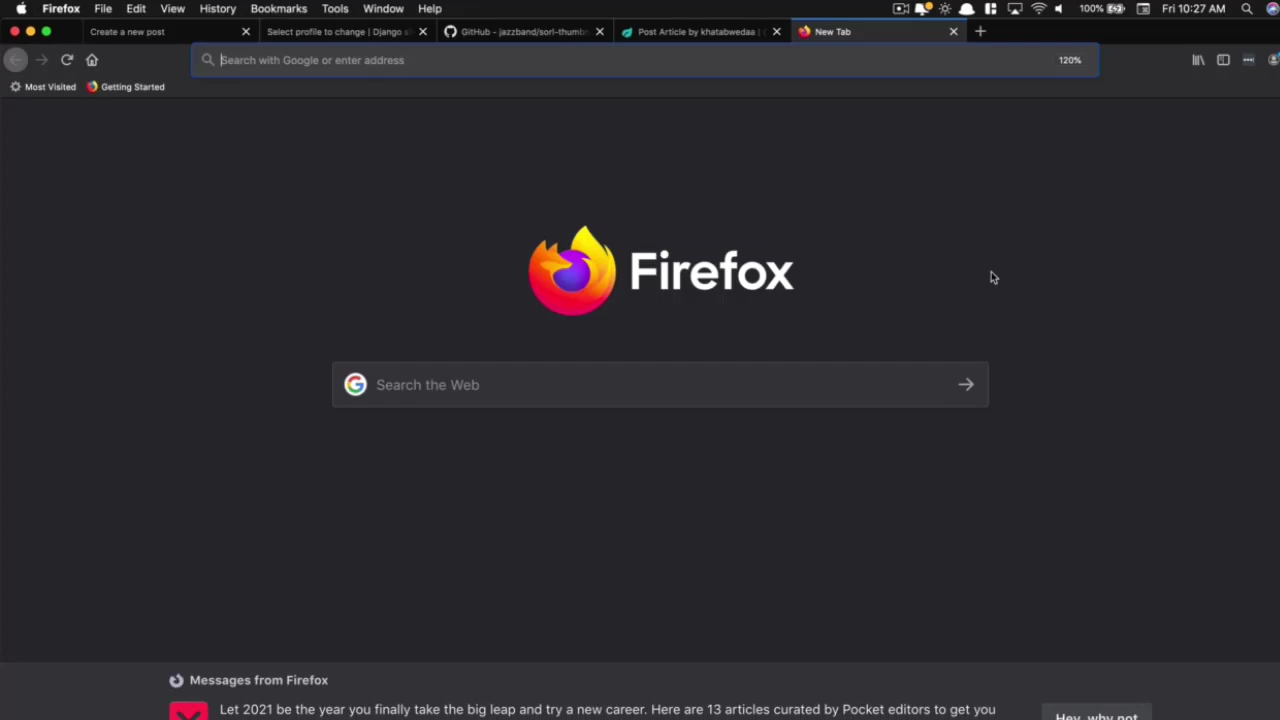 Firefox File Edit View History Bookmarks Tools Window Help 100% Fri 10:27 AM
Create a new post Select profile to change | Django si GitHub - jazzband/sorl-thumb Post Article by khatabwedaa | New Tab
Search with Google or enter address 120%
Most Visited Getting Started
Firefox
Search the Web
Messages from Firefox
Let 2021 be the year you finally take the big leap and try a new career. Here are 13 articles curated by Pocket editors to get you
Hey, why not